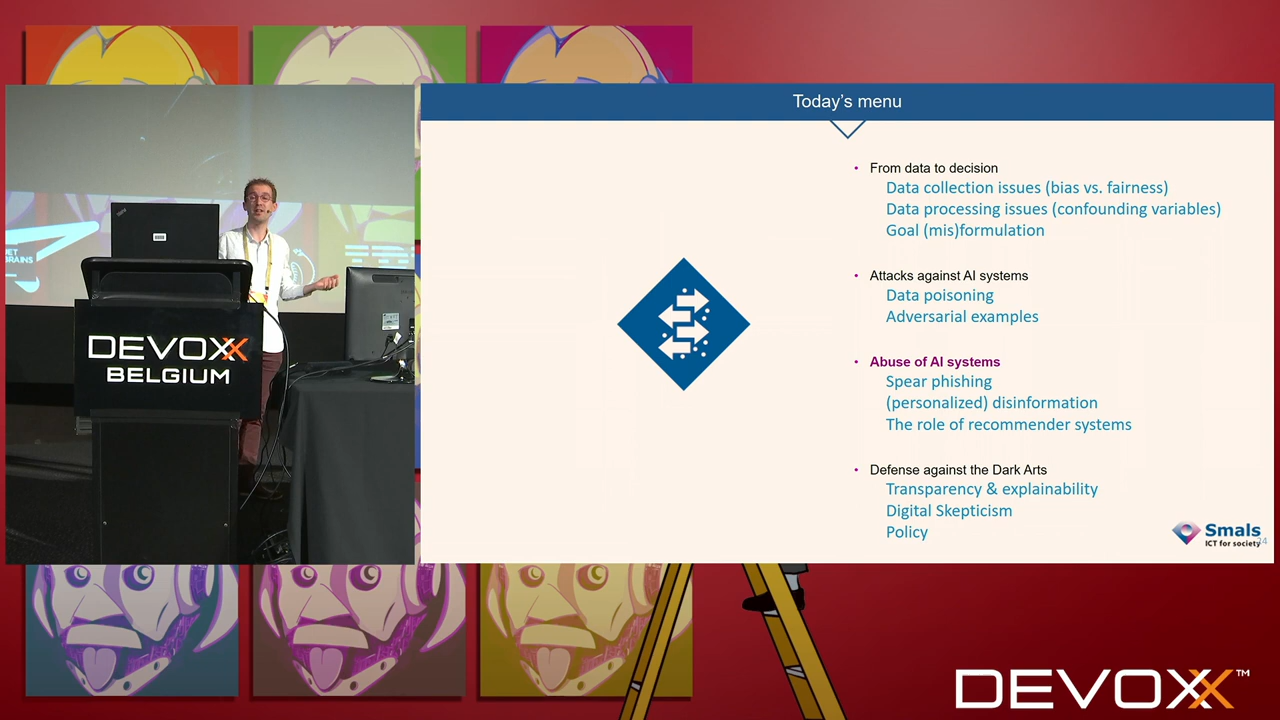 Today's menu
• From data to decision
Data collection issues (bias vs. fairness)
Data processing issues (confounding variables)
Goal (mis)formulation
• Attacks against AI systems
Data poisoning
Adversarial examples
• Abuse of AI systems
Spear phishing
(personalized) disinformation
The role of recommender systems
• Defense against the Dark Arts
Transparency & explainability
Digital Skepticism
Policy
Smals
ICT for society
DEVOXX
BELGIUM
DEVOXX™